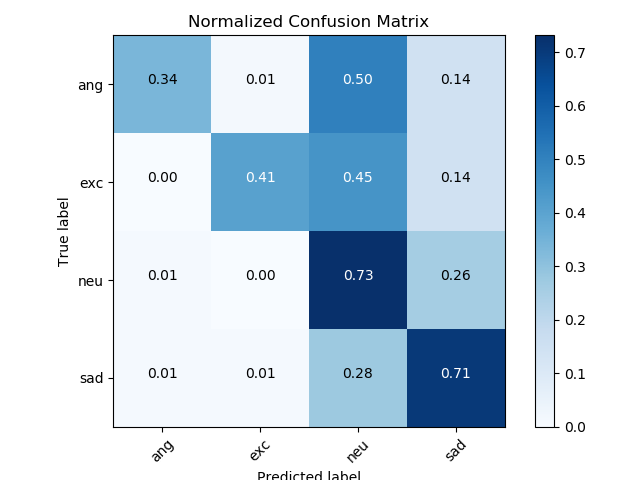 Normalized Confusion Matrix
ang 0.34 0.01 0.50 0.14
exc 0.00 0.41 0.45 0.14
neu 0.01 0.00 0.73 0.26
sad 0.01 0.01 0.28 0.71
True label
ang exc neu sad
Predicted label
0.7
0.6
0.5
0.4
0.3
0.2
0.1
0.0